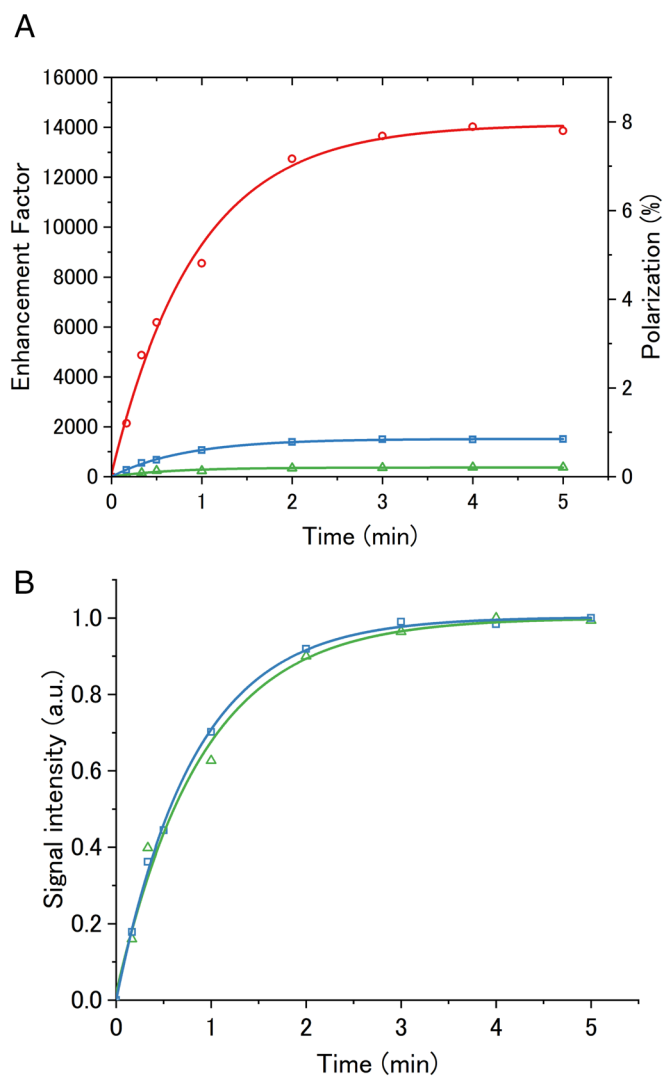 A
Enhancement Factor
16000
14000
12000
10000
8000
6000
4000
2000
0
8
6
4
2
0
Polarization (%)
0 1 2 3 4 5
Time (min)
B
Signal intensity (a.u.)
1.0
0.8
0.6
0.4
0.2
0.0
0 1 2 3 4 5
Time (min)